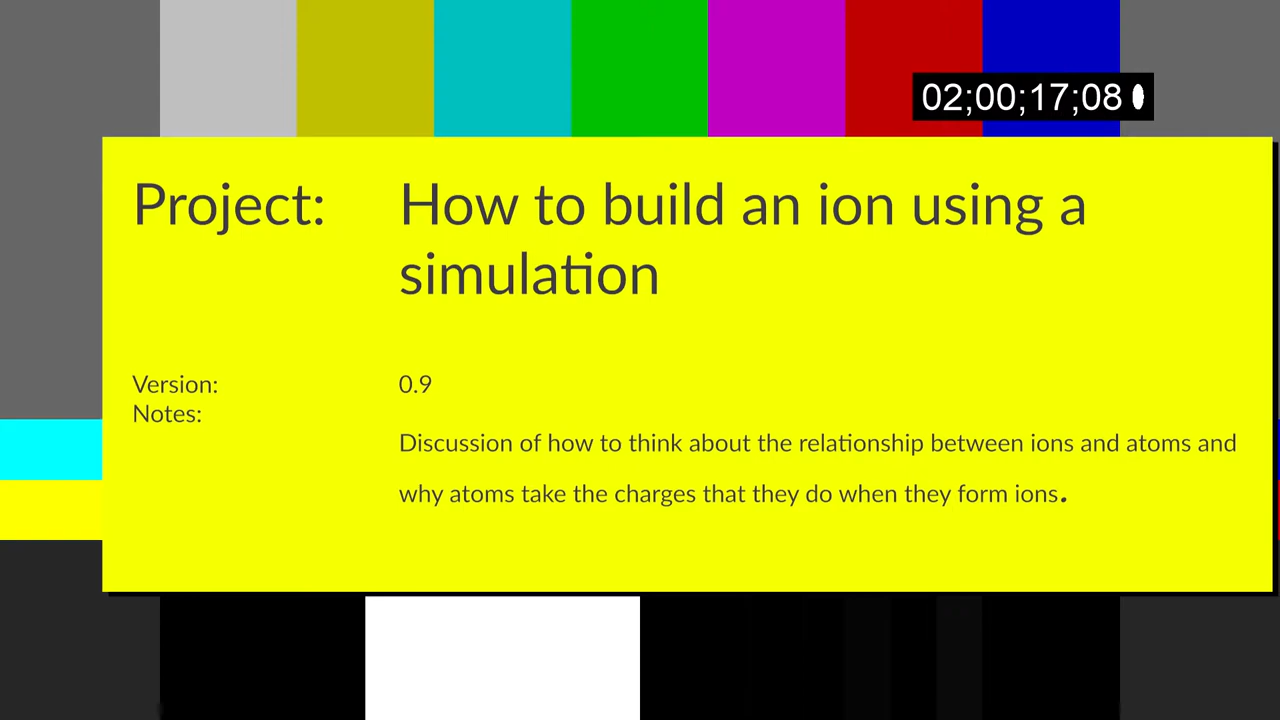 02;00;17;08
Project: How to build an ion using a
simulation
Version: 0.9
Notes:
Discussion of how to think about the relationship between ions and atoms and
why atoms take the charges that they do when they form ions.